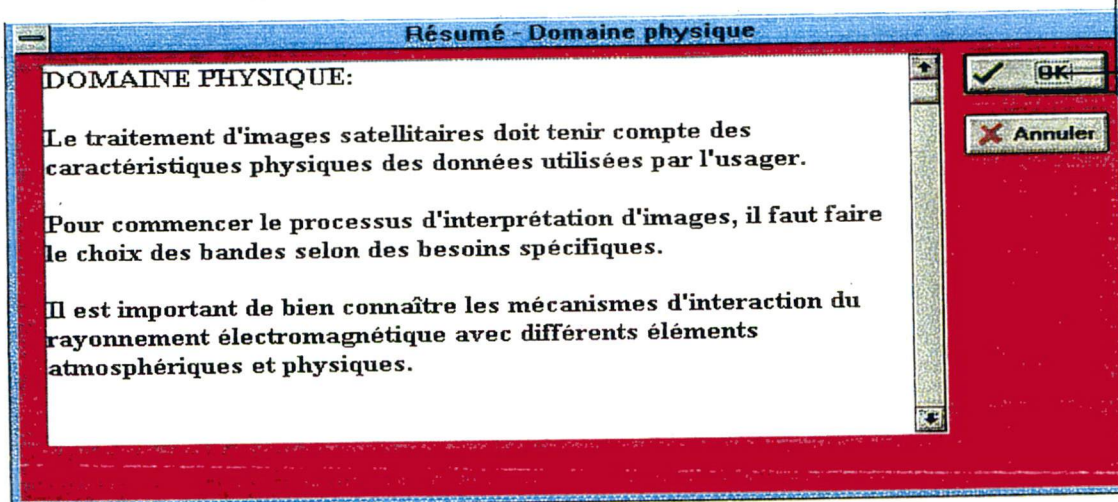 Résumé - Domaine physique
DOMAINE PHYSIQUE:
Le traitement d'images satellitaires doit tenir compte des
caractéristiques physiques des données utilisées par l'usager.
Pour commencer le processus d'interprétation d'images, il faut faire
le choix des bandes selon des besoins spécifiques.
Il est important de bien connaître les mécanismes d'interaction du
rayonnement électromagnétique avec différents éléments
atmosphériques et physiques.
OK
Annuler